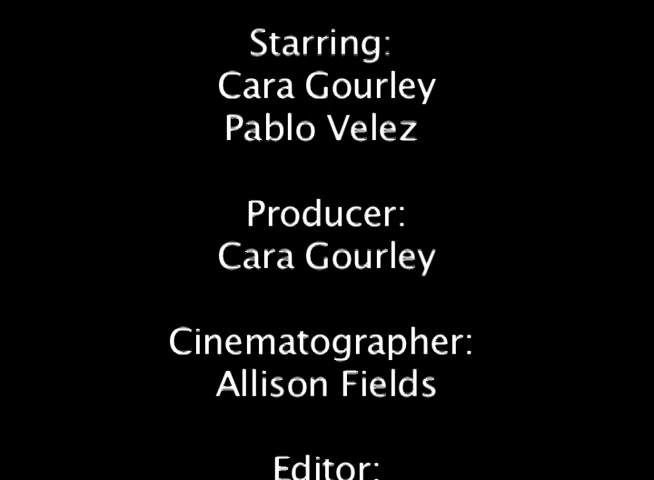 Starring:
Cara Gourley
Pablo Velez
Producer:
Cara Gourley
Cinematographer:
Allison Fields
Editor: